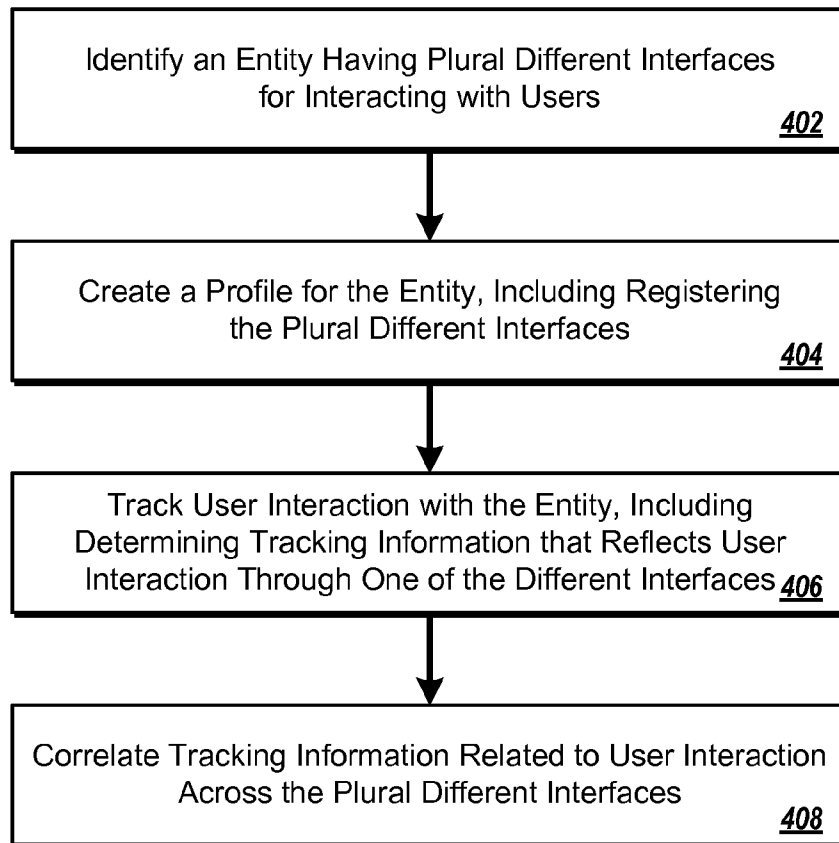 Identify an Entity Having Plural Different Interfaces
for Interacting with Users
402
Create a Profile for the Entity, Including Registering
the Plural Different Interfaces
404
Track User Interaction with the Entity, Including
Determining Tracking Information that Reflects User
Interaction Through One of the Different Interfaces 406
Correlate Tracking Information Related to User Interaction
Across the Plural Different Interfaces
408